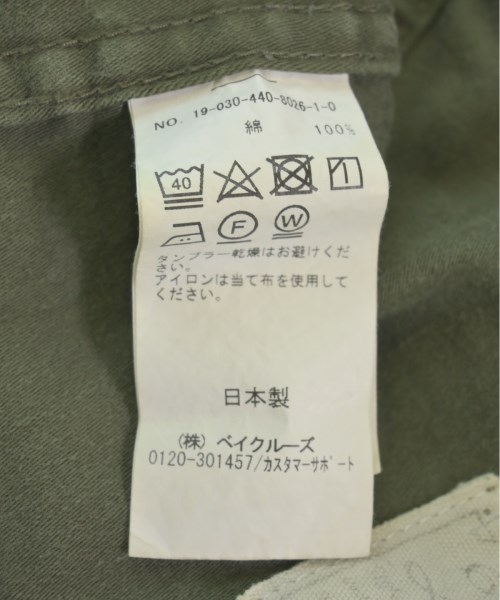 NO. 19-030-440-8026-1-0
綿 100%
40
F W
タンブラー乾燥はお避けくだ
さい。
アイロンは当て布を使用して
ください。
日本製
(株) ベイクルーズ
0120-301457/カスタマーサポート